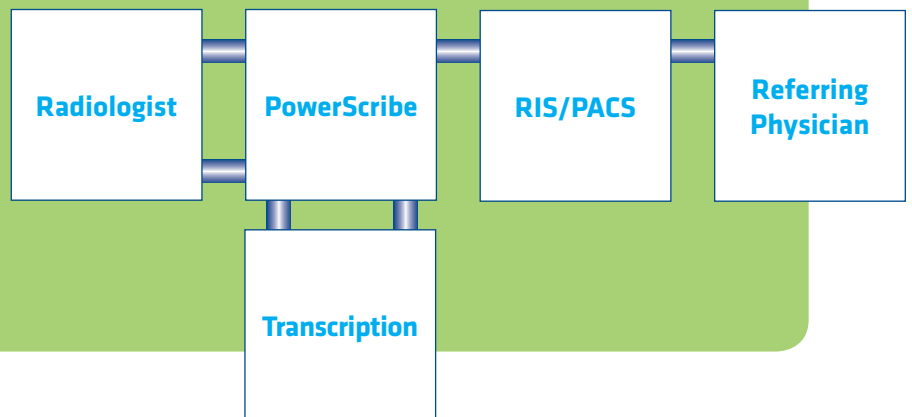 Radiologist
PowerScribe
RIS/PACS
Referring
Physician
Transcription